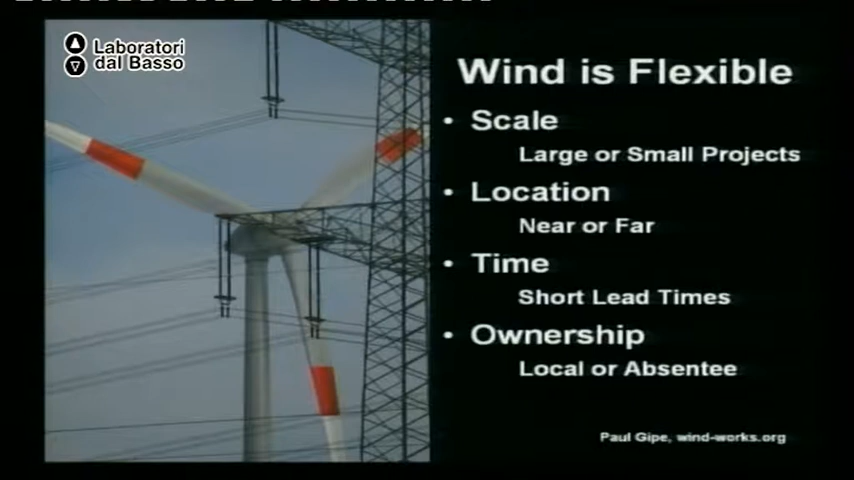 Laboratori
dal Basso
Wind is Flexible
• Scale
Large or Small Projects
• Location
Near or Far
• Time
Short Lead Times
• Ownership
Local or Absentee
Paul Gipe, wind-works.org